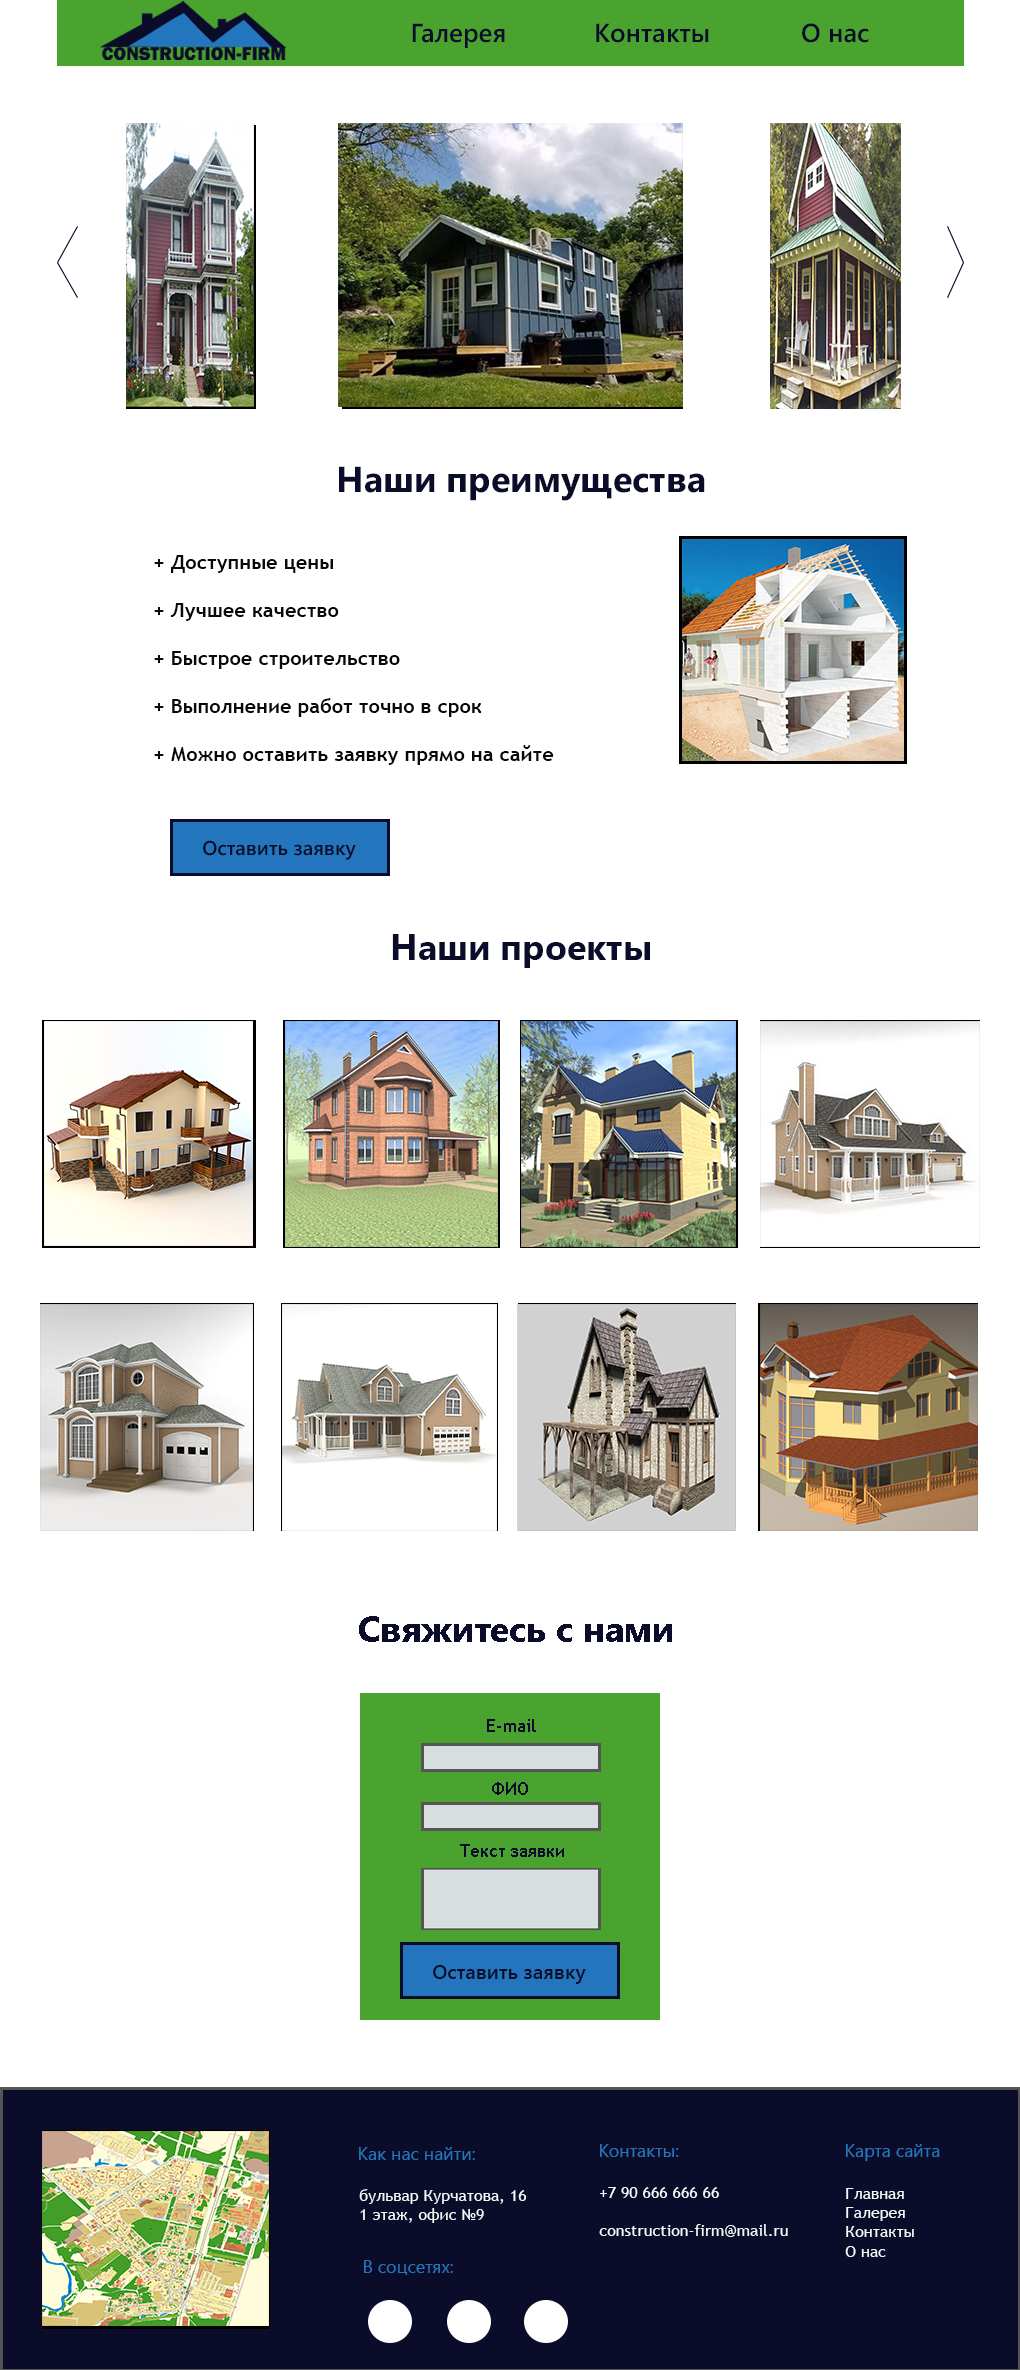 CONSTRUCTION-FIRM
Галерея
Контакты
О нас
Наши преимущества
+ Доступные цены
+ Лучшее качество
+ Быстрое строительство
+ Выполнение работ точно в срок
+ Можно оставить заявку прямо на сайте
Оставить заявку
Наши проекты
Свяжитесь с нами
E-mail
ФИО
Текст заявки
Оставить заявку
Как нас найти:
бульвар Курчатова, 16
1 этаж, офис №9
В соцсетях:
Контакты:
+7 90 666 666 66
construction-firm@mail.ru
Карта сайта
Главная
Галерея
Контакты
О нас